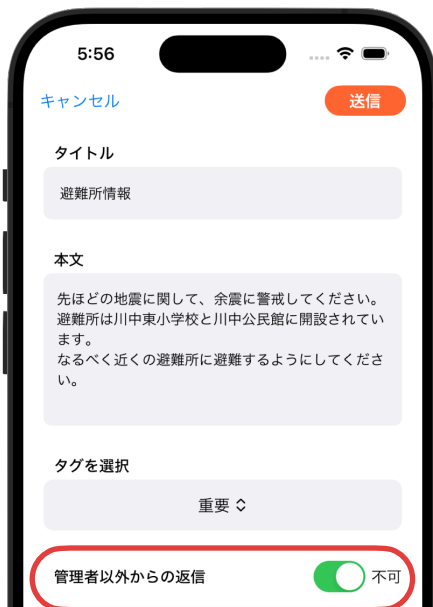 5:56
キャンセル
送信
タイトル
避難所情報
本文
先ほどの地震に関して、余震に警戒してください。
避難所は川中東小学校と川中公民館に開設されてい
ます。
なるべく近くの避難所に避難するようにしてくださ
い。
タグを選択
重要
管理者以外からの返信
不可